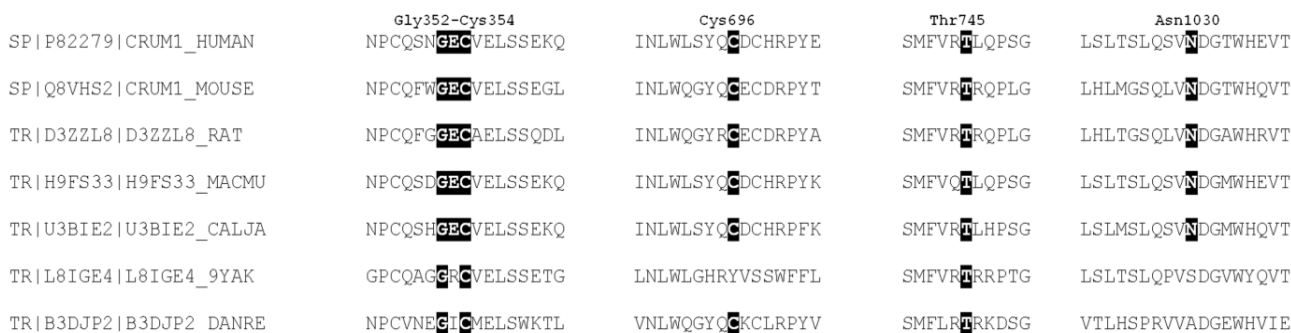 Gly352-Cys354 Cys696 Thr745 Asn1030
SP|P82279|CRUM1_HUMAN NPCQSNGECVELSSEKQ INLWLSYQCDCHRPYE SMFVRTLQPSG LSLTSLQSVNDGTWHEVT
SP|Q8VHS2|CRUM1_MOUSE NPCQFWGECVELSSEGL INLWQGYQCECDRPYT SMFVRTRQPLG LHLMGSQLVNDGTWHQVT
TR|D3ZZL8|D3ZZL8_RAT NPCQFGGECAELSSQDL INLWQGYRCECDRPYA SMFVRTRQPLG LHLTGSQLVNDGAWHRVT
TR|H9FS33|H9FS33_MACMU NPCQSDGECVELSSEKQ INLWLSYQCDCHRPYK SMFVQTLQPSG LSLTSLQSVNDGMWHEVT
TR|U3BIE2|U3BIE2_CALJA NPCQSHGECVELSSEKQ INLWLSYQCDCHRPFK SMFVRTLHPSG LSLMSLQSVNDGMWHQVT
TR|L8IGE4|L8IGE4_9YAK GPCQAGGRCVELSSETG LNLWLGHRYVSSWFFL SMFVRTRRPTG LSLTSLQPVSDGVWYQVT
TR|B3DJP2|B3DJP2_DANRE NPCVNEGICMELSWKTL VNLWQGYQCKCLRPYV SMFLRTRKDSG VTLHSPRVVADGEWHVIE